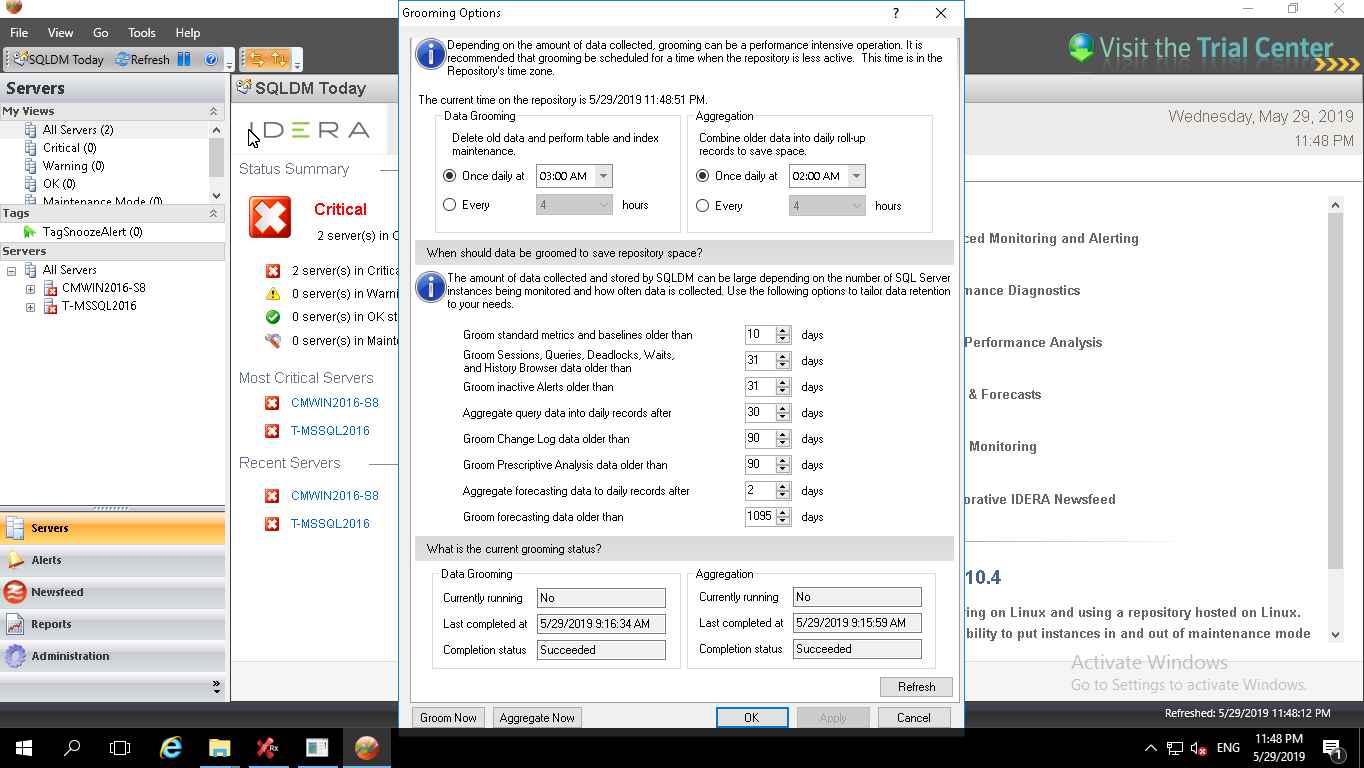 Grooming Options
?
File View Go Tools Help
SQLDM Today Refresh
Visit the Trial Center
Servers
My Views
All Servers (2)
Critical (0)
Warning (0)
OK (0)
Maintenance Mode (0)
Tags
TagSnoozeAlert (0)
Servers
All Servers
CMWIN2016-S8
T-MSSQL2016
Servers
Alerts
Newsfeed
Reports
Administration
SQLDM Today
IDERA
Wednesday, May 29, 2019
11:48 PM
Status Summary
Critical
2 server(s) in C
2 server(s) in Critica
0 server(s) in Warni
0 server(s) in OK st
0 server(s) in Maint
Most Critical Servers
CMWIN2016-S8
T-MSSQL2016
Recent Servers
CMWIN2016-S8
T-MSSQL2016
Depending on the amount of data collected, grooming can be a performance intensive operation. It is
recommended that grooming be scheduled for a time when the repository is less active. This time is in the
Repository's time zone.
The current time on the repository is 5/29/2019 11:48:51 PM.
Data Grooming
Delete old data and perform table and index
maintenance.
Once daily at 03:00 AM
Every 4 hours
Aggregation
Combine older data into daily roll-up
records to save space.
Once daily at 02:00 AM
Every 4 hours
When should data be groomed to save repository space?
The amount of data collected and stored by SQLDM can be large depending on the number of SQL Server
instances being monitored and how often data is collected. Use the following options to tailor data retention
to your needs.
Groom standard metrics and baselines older than 10 days
Groom Sessions, Queries, Deadlocks, Waits,
and History Browser data older than 31 days
Groom inactive Alerts older than 31 days
Aggregate query data into daily records after 30 days
Groom Change Log data older than 90 days
Groom Prescriptive Analysis data older than 90 days
Aggregate forecasting data to daily records after 2 days
Groom forecasting data older than 1095 days
What is the current grooming status?
Data Grooming
Currently running No
Last completed at 5/29/2019 9:16:34 AM
Completion status Succeeded
Aggregation
Currently running No
Last completed at 5/29/2019 9:15:59 AM
Completion status Succeeded
Refresh
Groom Now Aggregate Now OK Apply Cancel
ced Monitoring and Alerting
nance Diagnostics
Performance Analysis
& Forecasts
Monitoring
orative IDERA Newsfeed
10.4
ing on Linux and using a repository hosted on Linux.
bility to put instances in and out of maintenance mode
Activate Windows
Go to Settings to activate Windows.
Refreshed: 5/29/2019 11:48:12 PM
Rx
ENG
11:48 PM
5/29/2019
1